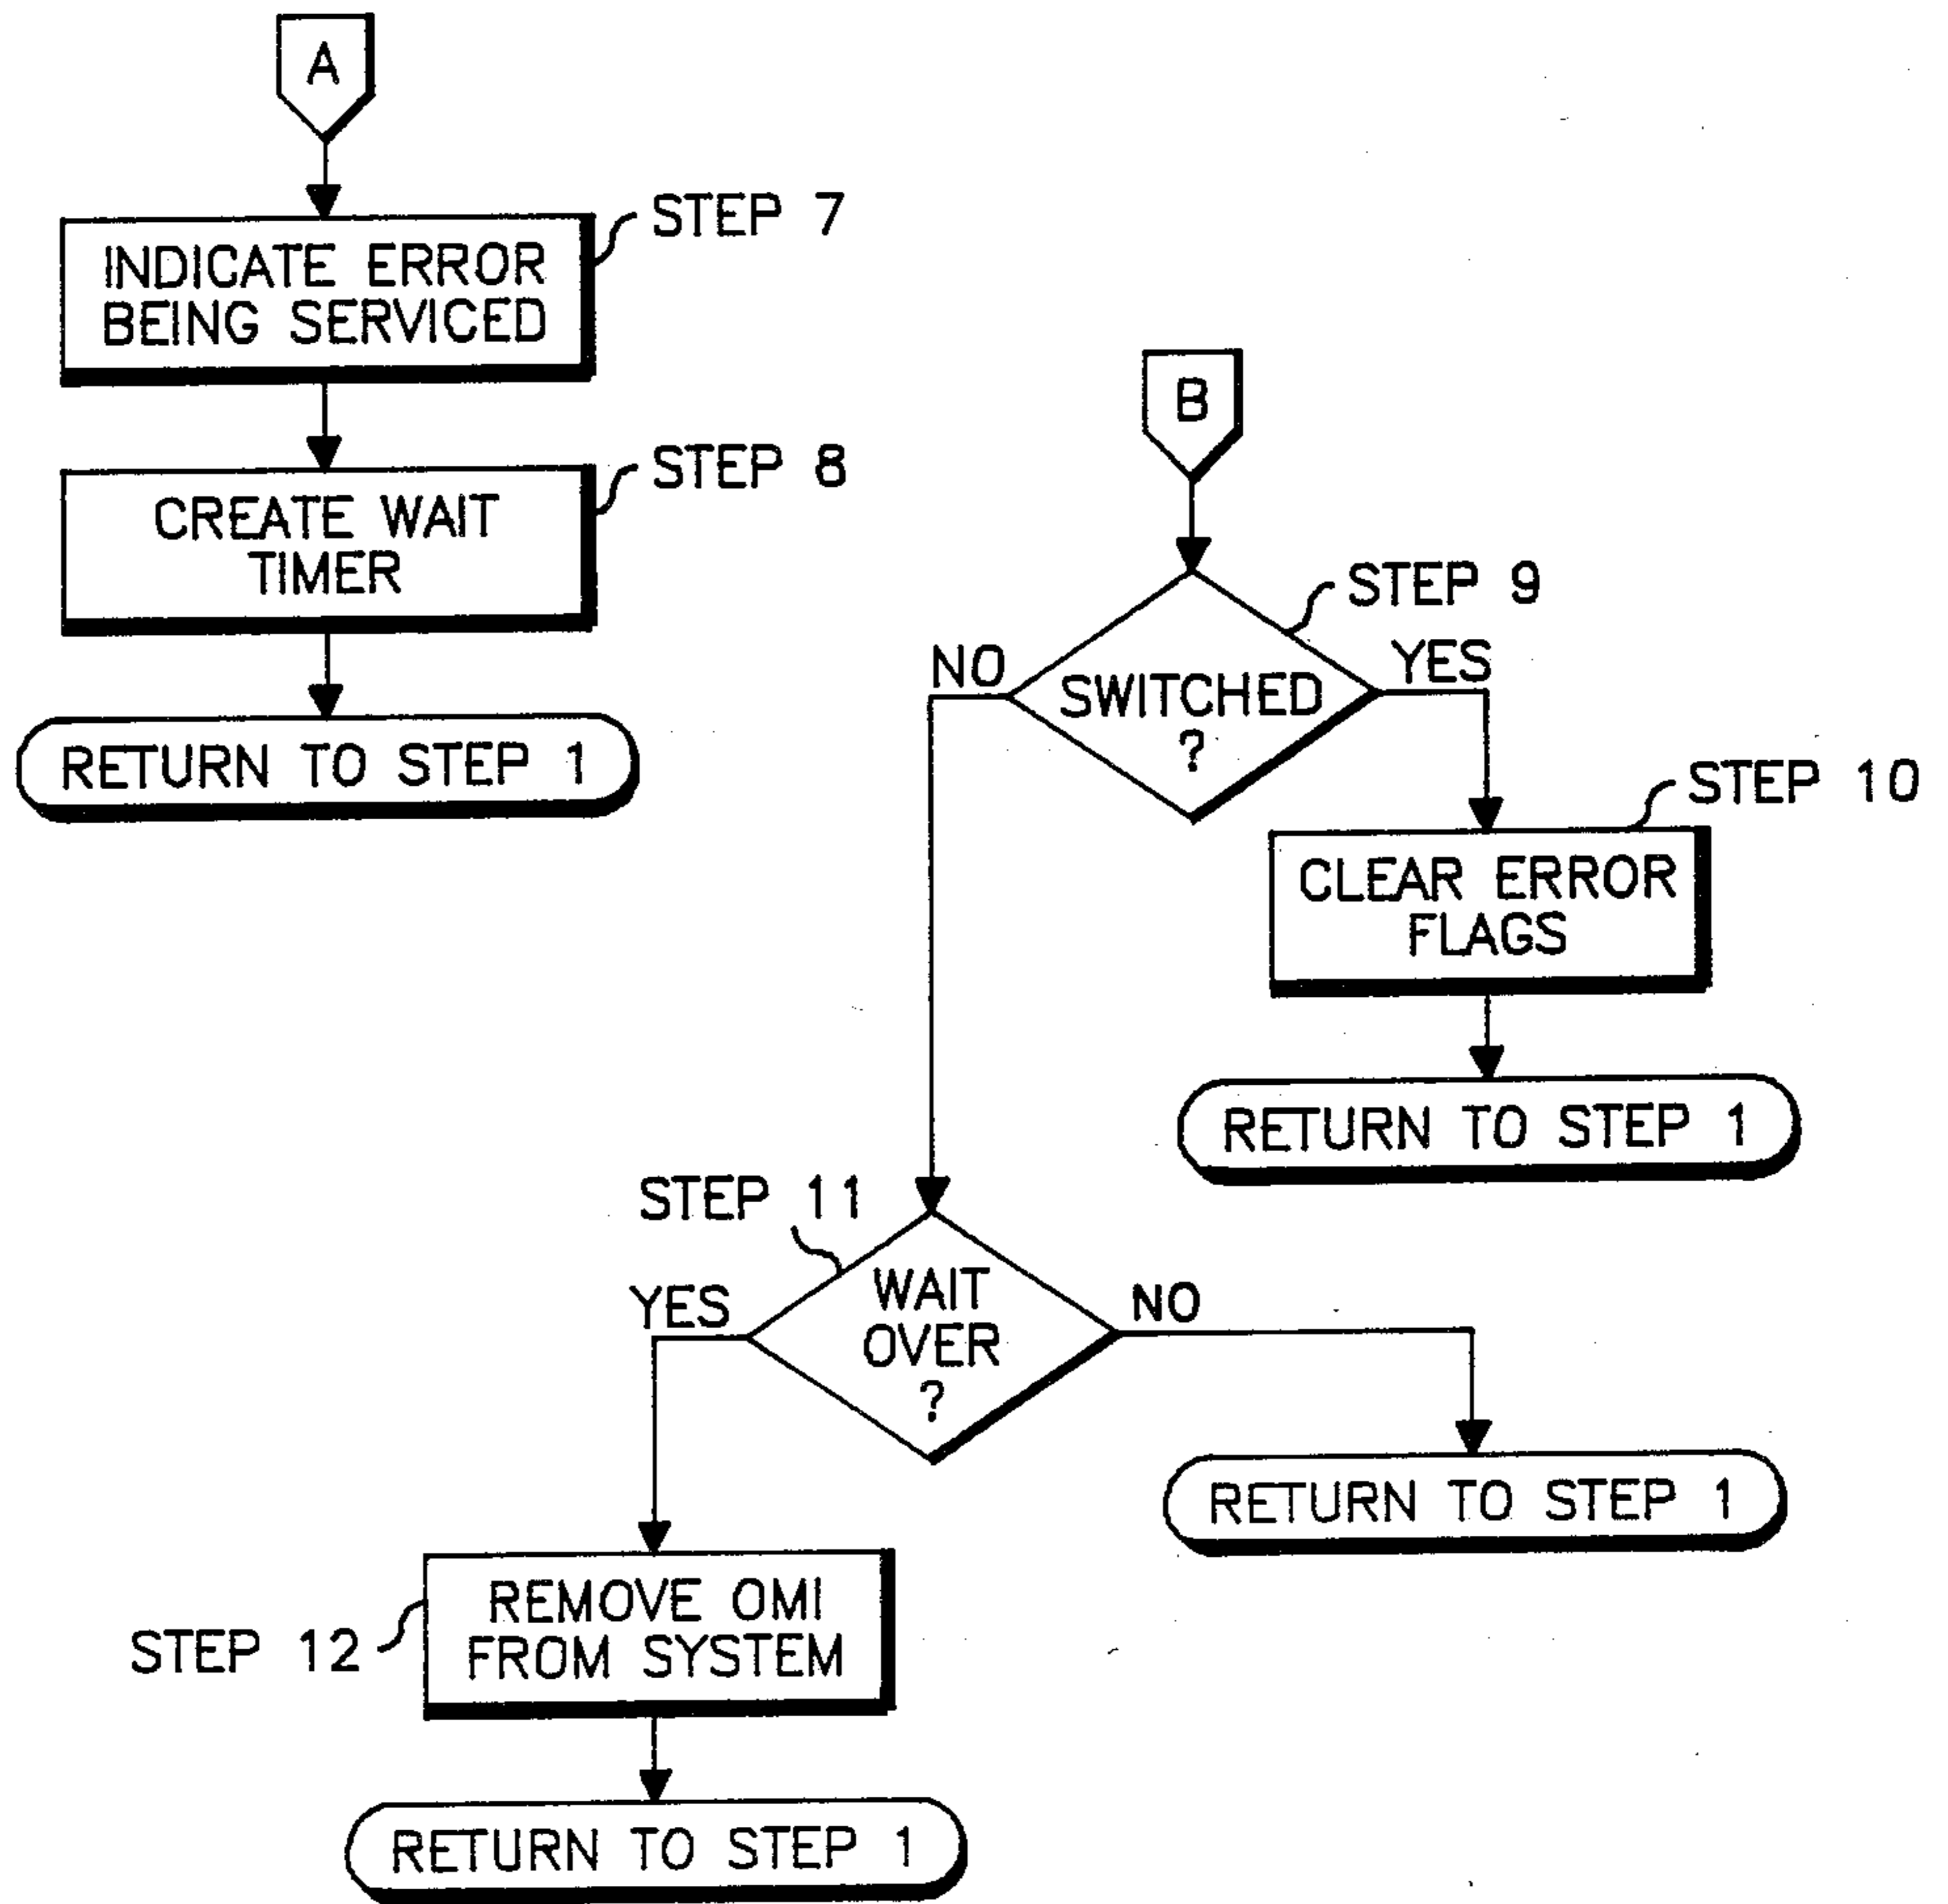 A
STEP 7
INDICATE ERROR
BEING SERVICED
STEP 8
CREATE WAIT
TIMER
RETURN TO STEP 1
B
STEP 9
NO
YES
SWITCHED
?
STEP 10
CLEAR ERROR
FLAGS
RETURN TO STEP 1
STEP 11
YES
NO
WAIT
OVER
?
RETURN TO STEP 1
STEP 12
REMOVE OMI
FROM SYSTEM
RETURN TO STEP 1